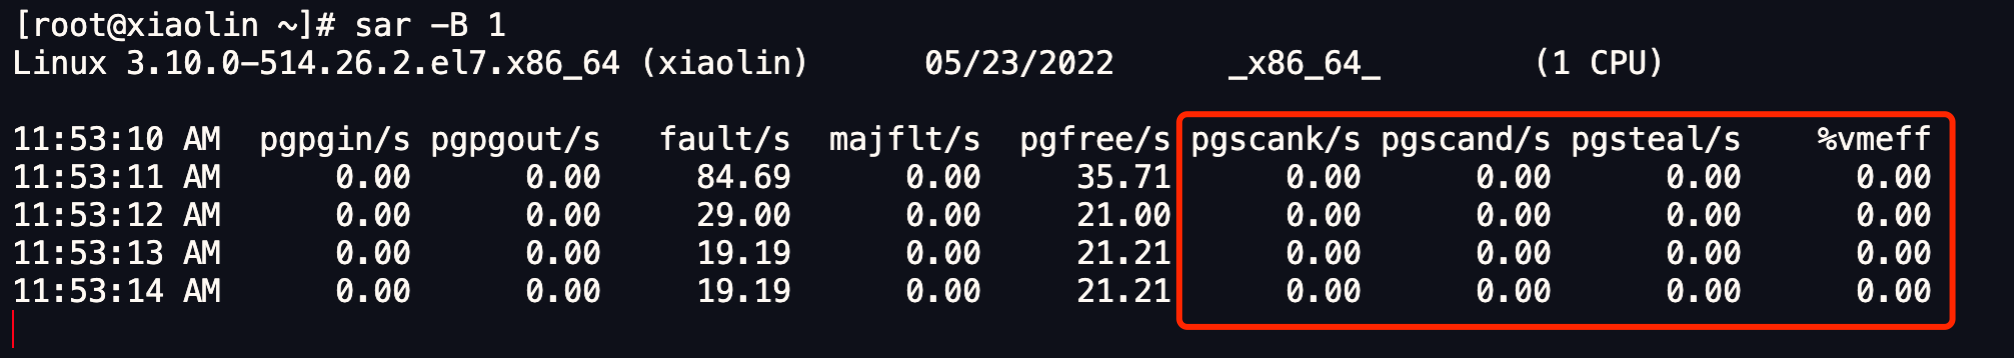 [root@xiaolin ~]# sar -B 1
Linux 3.10.0-514.26.2.el7.x86_64 (xiaolin) 05/23/2022 _x86_64_ (1 CPU)
11:53:10 AM pgpgin/s pgpgout/s fault/s majflt/s pgfree/s pgscank/s pgscand/s pgsteal/s %vmeff
11:53:11 AM 0.00 0.00 84.69 0.00 35.71 0.00 0.00 0.00 0.00
11:53:12 AM 0.00 0.00 29.00 0.00 21.00 0.00 0.00 0.00 0.00
11:53:13 AM 0.00 0.00 19.19 0.00 21.21 0.00 0.00 0.00 0.00
11:53:14 AM 0.00 0.00 19.19 0.00 21.21 0.00 0.00 0.00 0.00